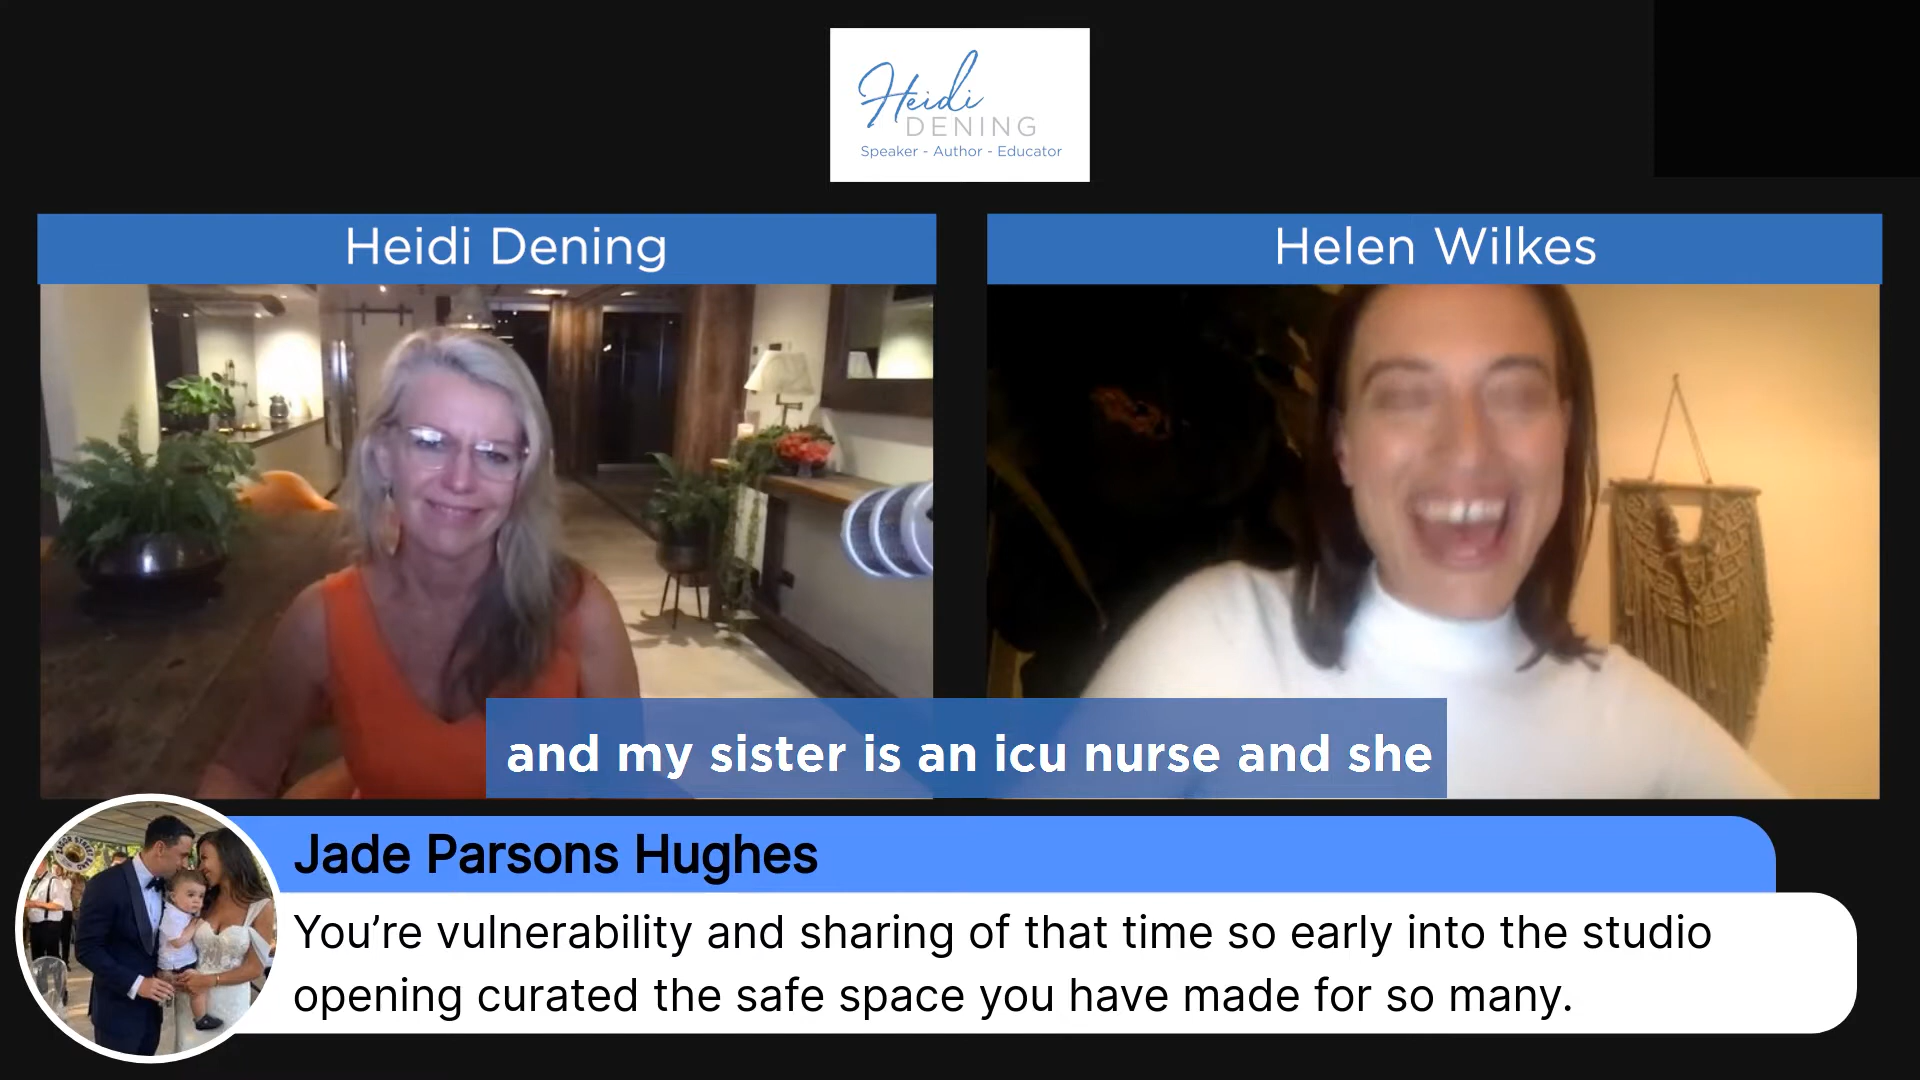 Heidi
DENING
Speaker - Author - Educator
Heidi Dening
Helen Wilkes
and my sister is an icu nurse and she
Jade Parsons Hughes
You’re vulnerability and sharing of that time so early into the studio
opening curated the safe space you have made for so many.